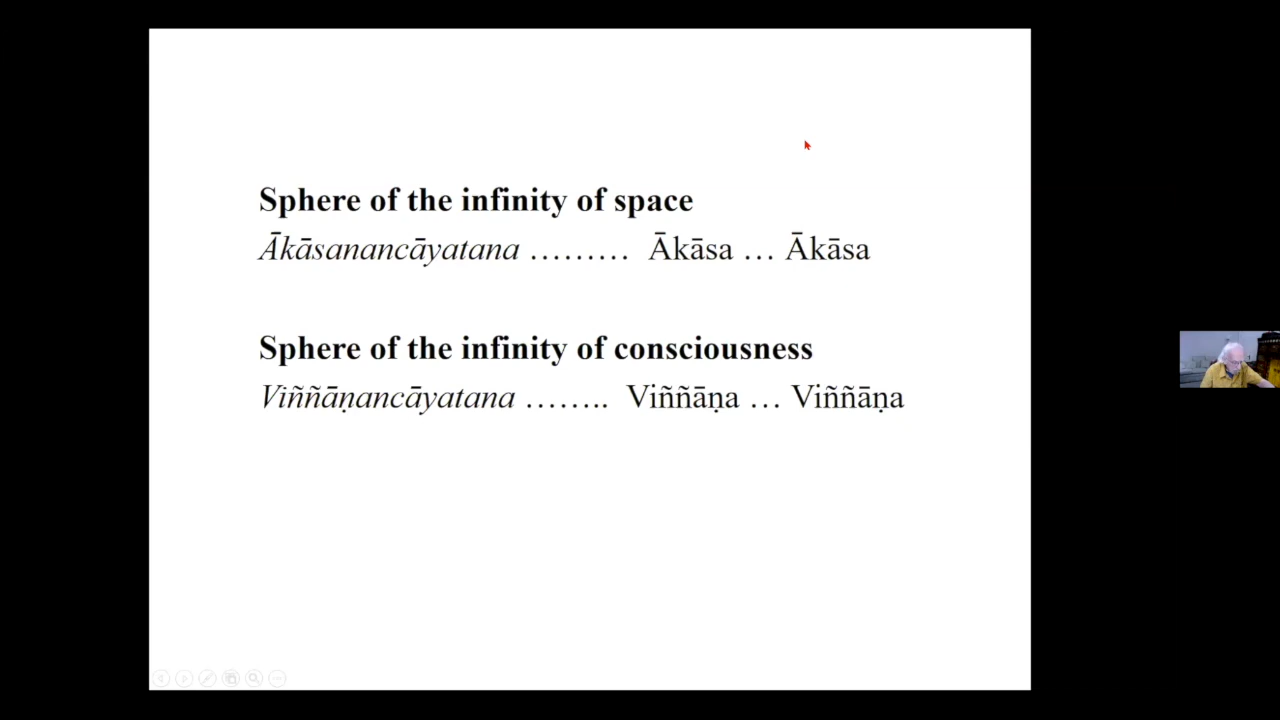 Sphere of the infinity of space
Ākāsanancāyatana ……… Ākāsa … Ākāsa
Sphere of the infinity of consciousness
Viññāṇancāyatana …….. Viññāṇa … Viññāṇa